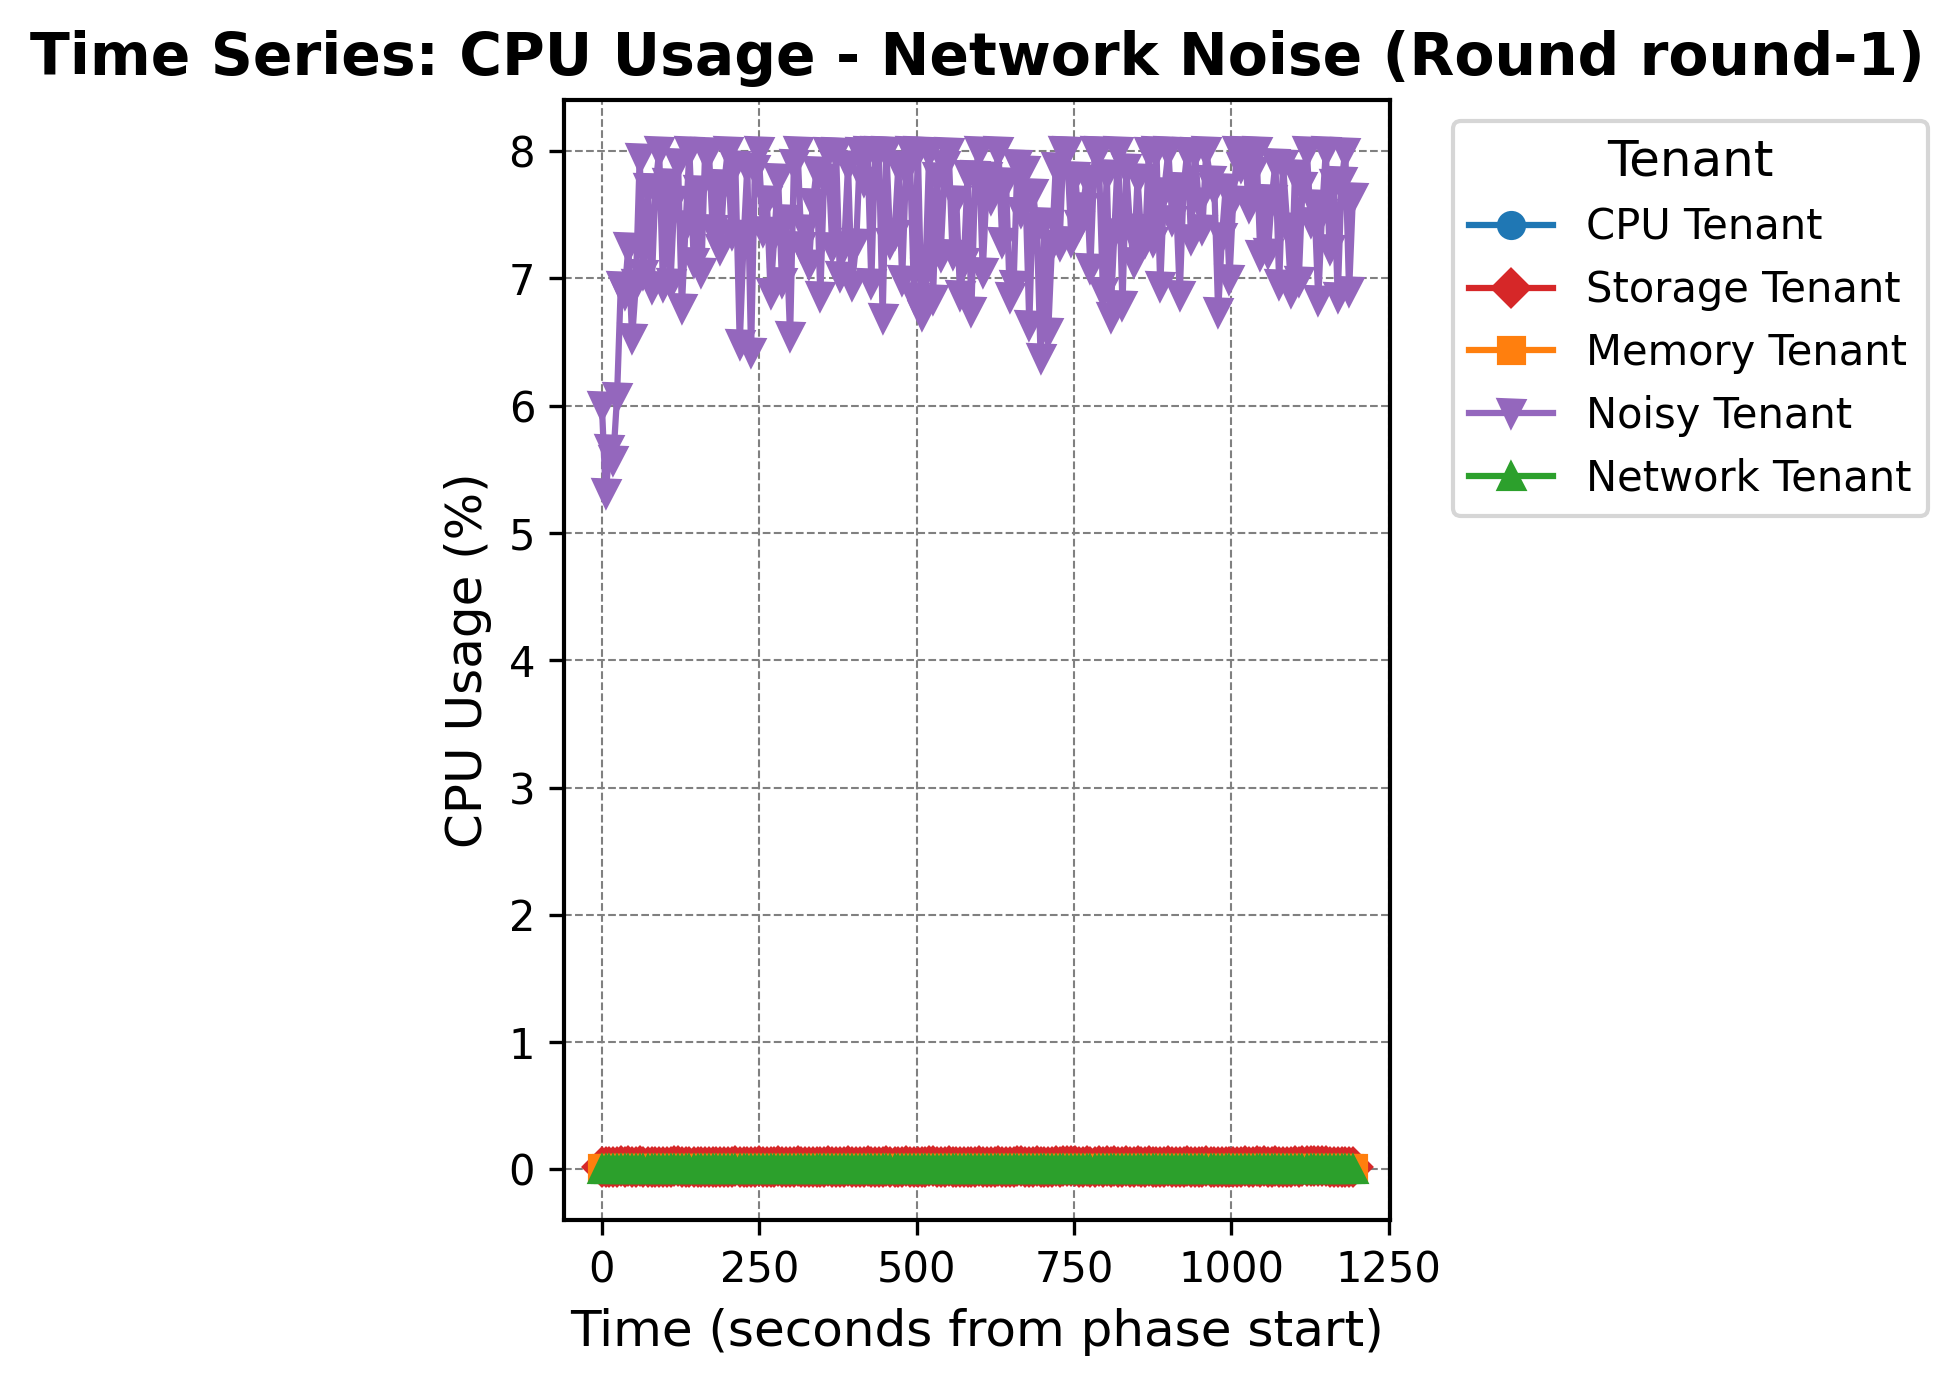 Time Series: CPU Usage - Network Noise (Round round-1)
CPU Usage (%)
8
7
6
5
4
3
2
1
0
0 250 500 750 1000 1250
Time (seconds from phase start)
Tenant
CPU Tenant
Storage Tenant
Memory Tenant
Noisy Tenant
Network Tenant